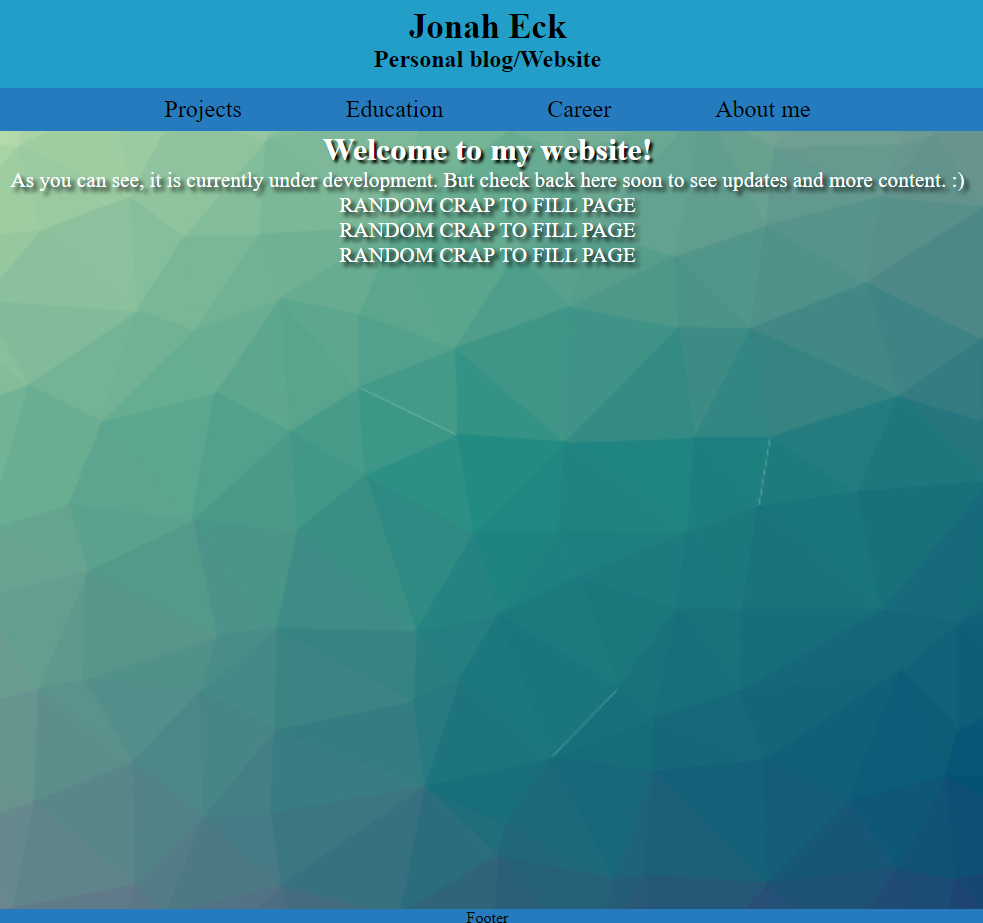 Jonah Eck
Personal blog/Website
Projects Education Career About me
Welcome to my website!
As you can see, it is currently under development. But check back here soon to see updates and more content. :)
RANDOM CRAP TO FILL PAGE
RANDOM CRAP TO FILL PAGE
RANDOM CRAP TO FILL PAGE
Footer